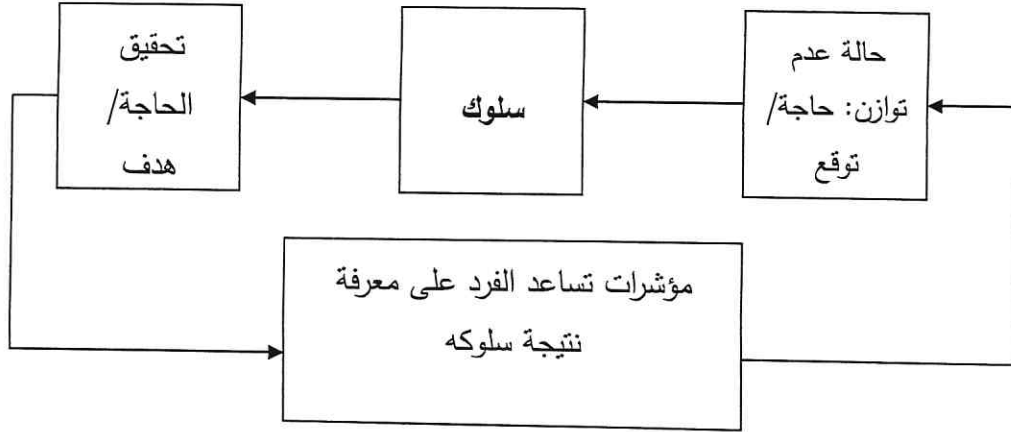 حالة عدم
توازن: حاجة/
توقع
سلوك
تحقيق
الحاجة/
هدف
مؤشرات تساعد الفرد على معرفة
نتيجة سلوكه